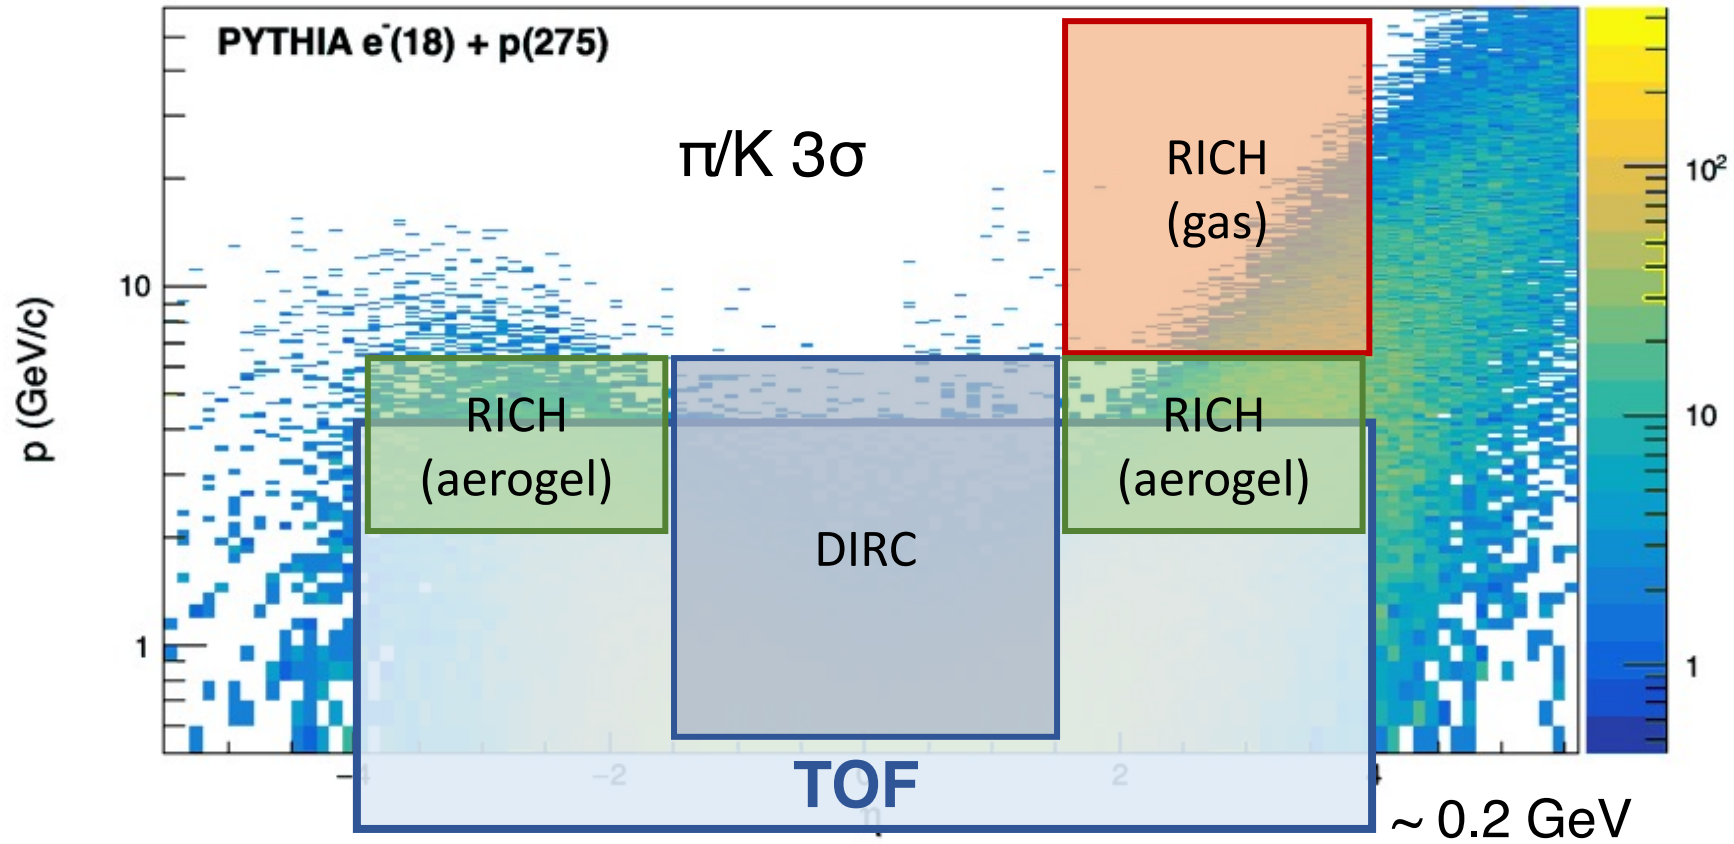 PYTHIA e⁻(18) + p(275)
π/K 3σ
RICH
(gas)
10²
10
p (GeV/c)
RICH
(aerogel)
RICH
(aerogel)
10
DIRC
1
1
−4
−2
0
2
4
TOF
η
~ 0.2 GeV